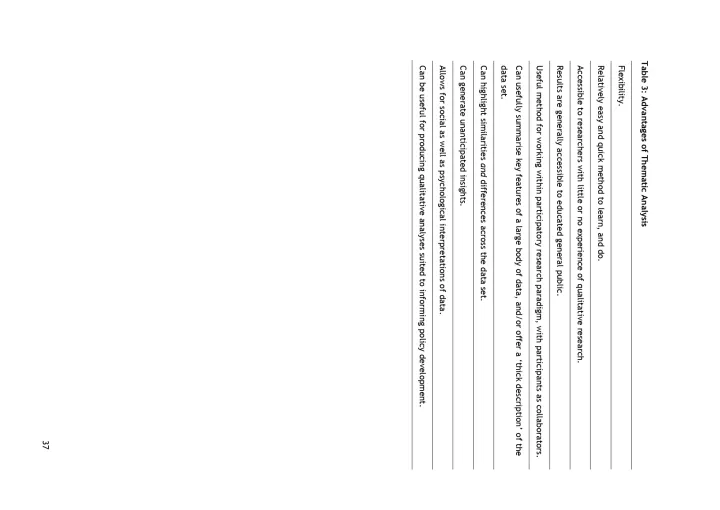 Table 3: Advantages of Thematic Analysis
Flexibility.
Relatively easy and quick method to learn, and do.
Accessible to researchers with little or no experience of qualitative research.
Results are generally accessible to educated general public.
Useful method for working within participatory research paradigm, with participants as collaborators.
Can usefully summarise key features of a large body of data, and/or offer a ‘thick description’ of the
data set.
Can highlight similarities and differences across the data set.
Can generate unanticipated insights.
Allows for social as well as psychological interpretations of data.
Can be useful for producing qualitative analyses suited to informing policy development.
37